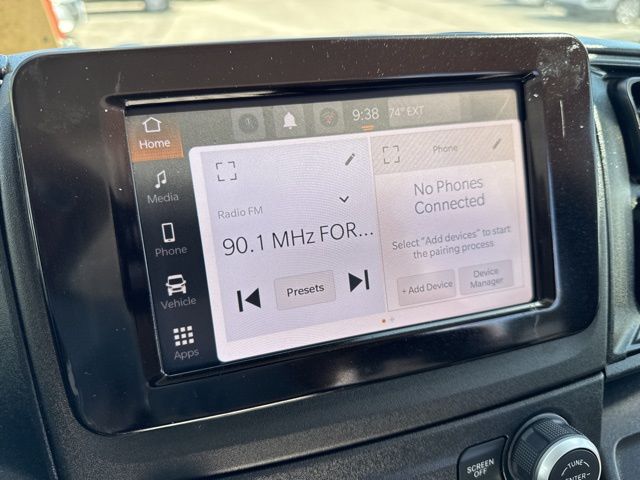 9:38 74° EXT
Home
Media
Phone
Vehicle
Apps
Radio FM
90.1 MHz FOR...
Presets
Phone
No Phones
Connected
Select "Add devices" to start
the pairing process
+ Add Device
Device
Manager
SCREEN
OFF
TUNE
ENTER